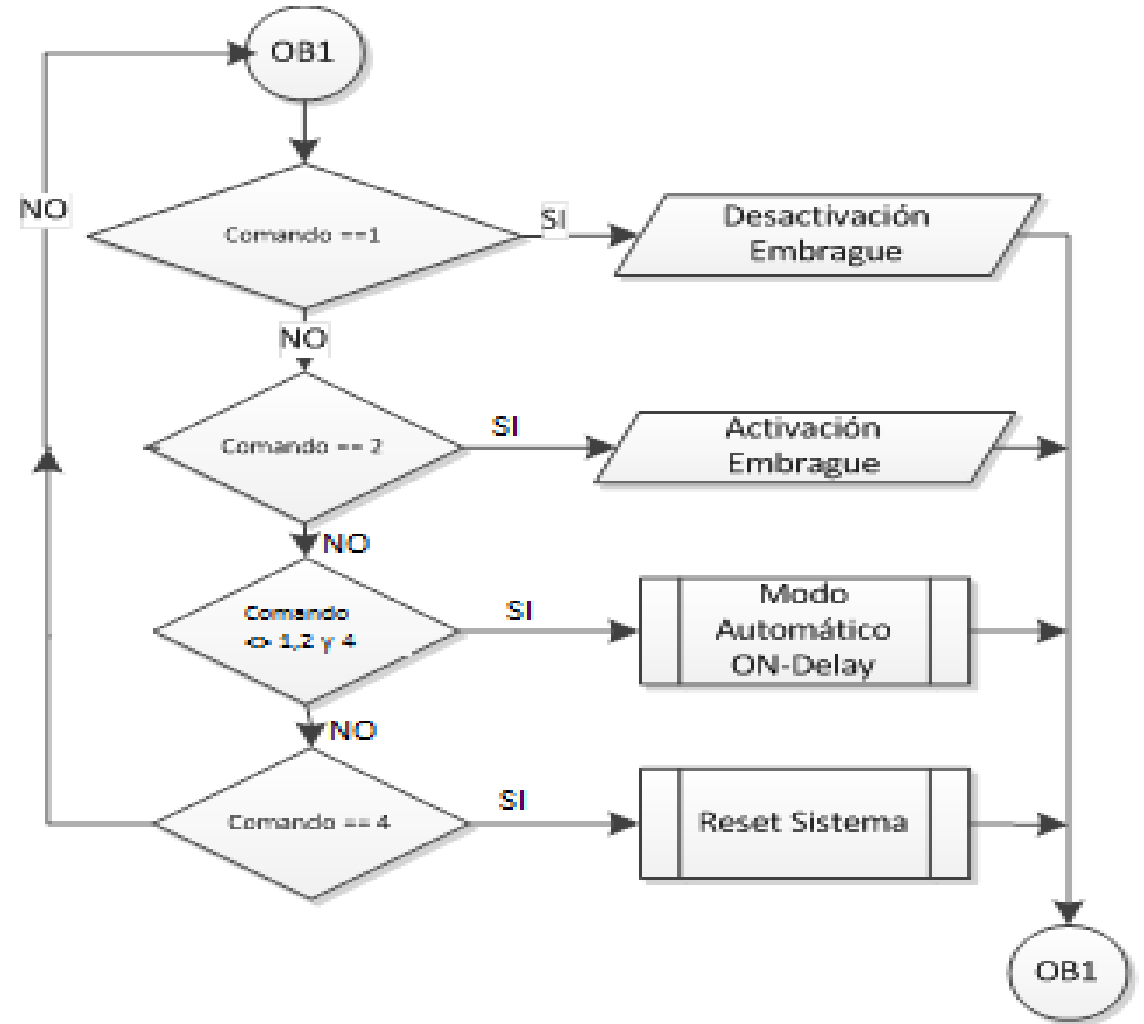 OB1
NO
Comando ==1
SI
Desactivación
Embrague
NO
Comando == 2
SI
Activación
Embrague
NO
Comando
<> 1,2 y 4
SI
Modo
Automático
ON-Delay
NO
Comando == 4
SI
Reset Sistema
OB1